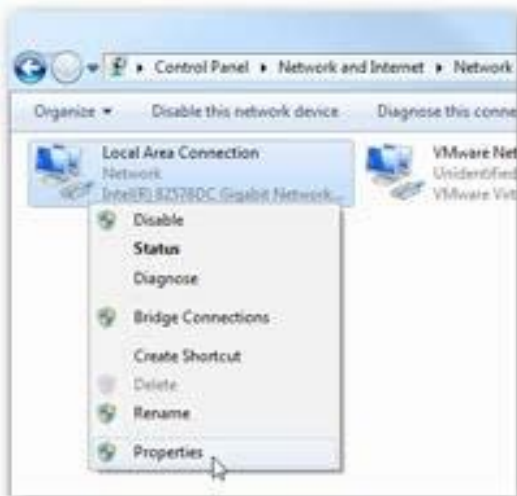 Control Panel ▸ Network and Internet ▸ Network
Organize Disable this network device Diagnose this conne
Local Area Connection
Network
Intel(R) 82578DC Gigabit Network...
VMware Net
Unidentified
VMware Virt
Disable
Status
Diagnose
Bridge Connections
Create Shortcut
Delete
Rename
Properties